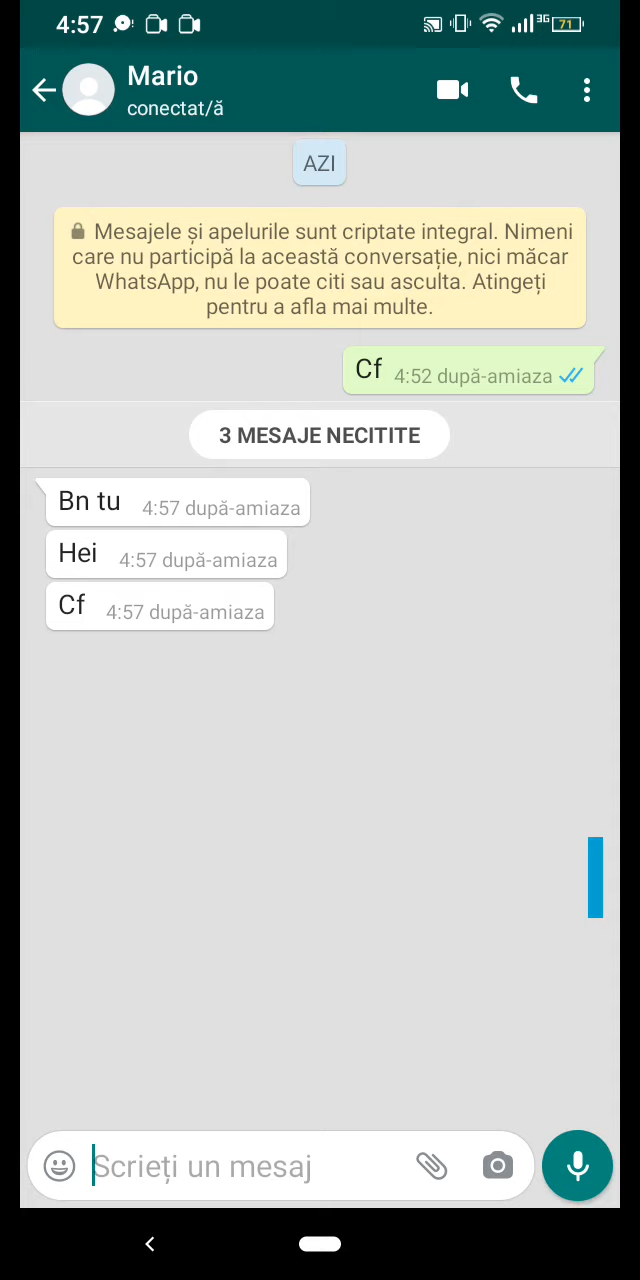 4:57
3G
71
Mario
conectat/ă
AZI
Mesajele și apelurile sunt criptate integral. Nimeni
care nu participă la această conversație, nici măcar
WhatsApp, nu le poate citi sau asculta. Atingeți
pentru a afla mai multe.
Cf 4:52 după-amiaza
3 MESAJE NECITITE
Bn tu 4:57 după-amiaza
Hei 4:57 după-amiaza
Cf 4:57 după-amiaza
Scrieți un mesaj